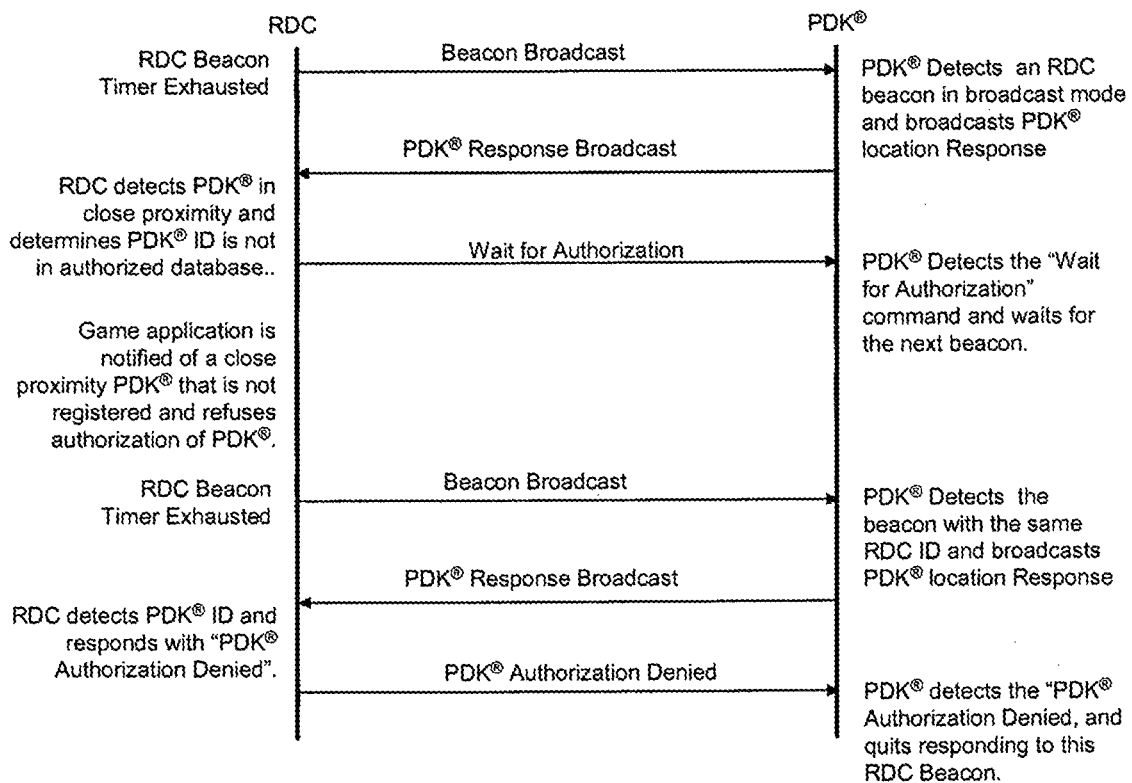 RDC
PDK®
RDC Beacon
Timer Exhausted
Beacon Broadcast
PDK® Detects an RDC
beacon in broadcast mode
and broadcasts PDK®
location Response
PDK® Response Broadcast
RDC detects PDK® in
close proximity and
determines PDK® ID is not
in authorized database..
Wait for Authorization
PDK® Detects the “Wait
for Authorization”
command and waits for
the next beacon.
Game application is
notified of a close
proximity PDK® that is not
registered and refuses
authorization of PDK®.
RDC Beacon
Timer Exhausted
Beacon Broadcast
PDK® Detects the
beacon with the same
RDC ID and broadcasts
PDK® location Response
PDK® Response Broadcast
RDC detects PDK® ID and
responds with “PDK®
Authorization Denied”.
PDK® Authorization Denied
PDK® detects the “PDK®
Authorization Denied, and
quits responding to this
RDC Beacon.